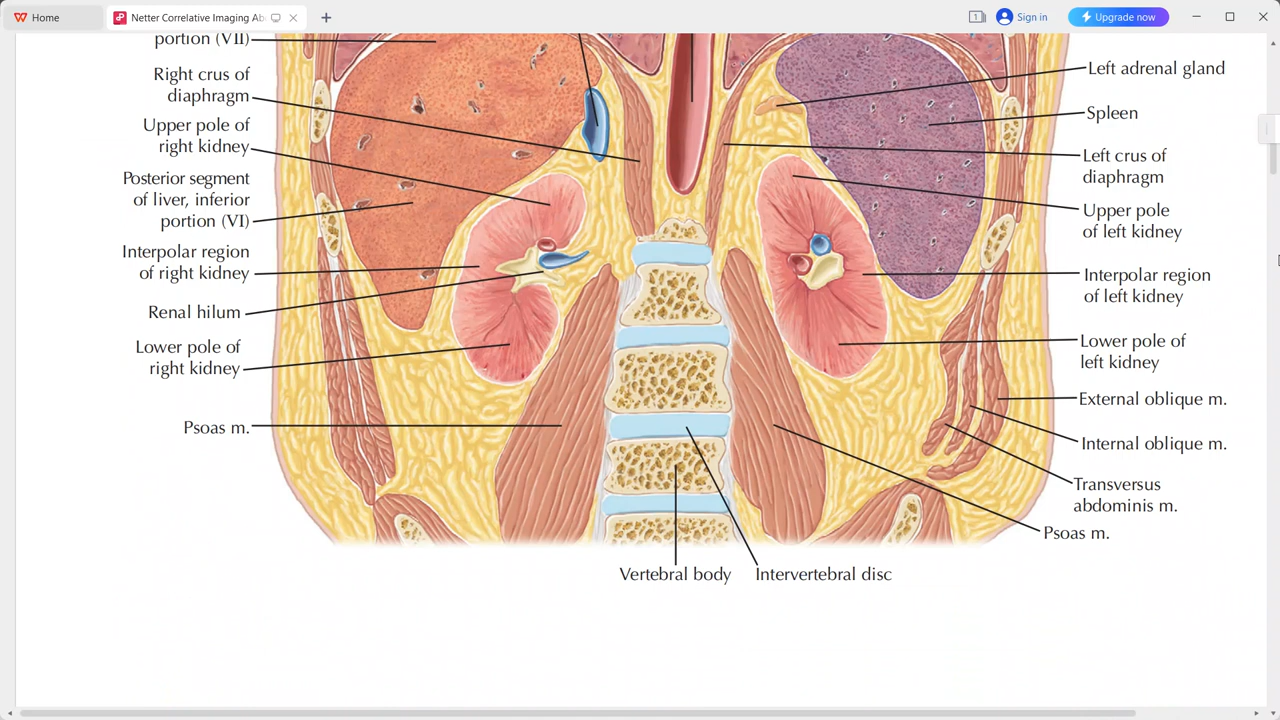 Home
Netter Correlative Imaging Ab
1
Sign in
Upgrade now
portion (VII)
Right crus of
diaphragm
Upper pole of
right kidney
Posterior segment
of liver, inferior
portion (VI)
Interpolar region
of right kidney
Renal hilum
Lower pole of
right kidney
Psoas m.
Left adrenal gland
Spleen
Left crus of
diaphragm
Upper pole
of left kidney
Interpolar region
of left kidney
Lower pole of
left kidney
External oblique m.
Internal oblique m.
Transversus
abdominis m.
Psoas m.
Vertebral body
Intervertebral disc